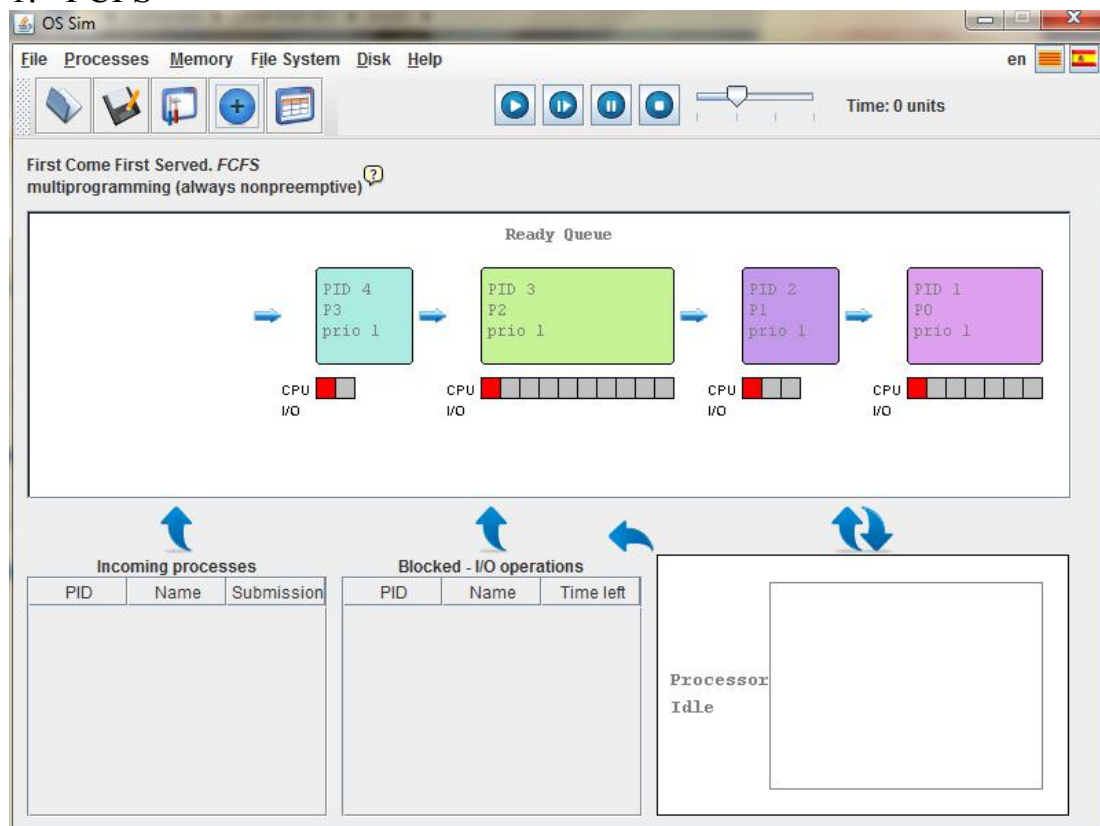 1. FCFS
OS Sim
File Processes Memory File System Disk Help en
Time: 0 units
First Come First Served. FCFS
multiprogramming (always nonpreemptive) ?
Ready Queue
PID 4 PID 3 PID 2 PID 1
P3 P2 P1 P0
prio 1 prio 1 prio 1 prio 1
CPU CPU CPU CPU
I/O I/O I/O I/O
Incoming processes Blocked - I/O operations
PID Name Submission PID Name Time left
Processor
Idle